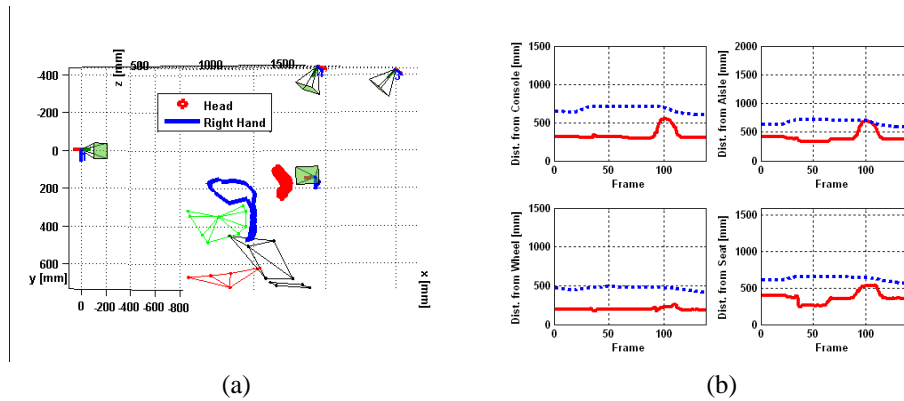 z [mm]
500 1000 1500
-400
-200
0
200
400
600
y [mm]
x [mm]
0 -200 -400 -600 -800
Head
Right Hand
(a)
Dist. from Console [mm]
1500
1000
500
0
0 50 100
Frame
Dist. from Aisle [mm]
2000
1500
1000
500
0
0 50 100
Frame
Dist. from Wheel [mm]
1500
1000
500
0
0 50 100
Frame
Dist. from Seat [mm]
1500
1000
500
0
0 50 100
Frame
(b)